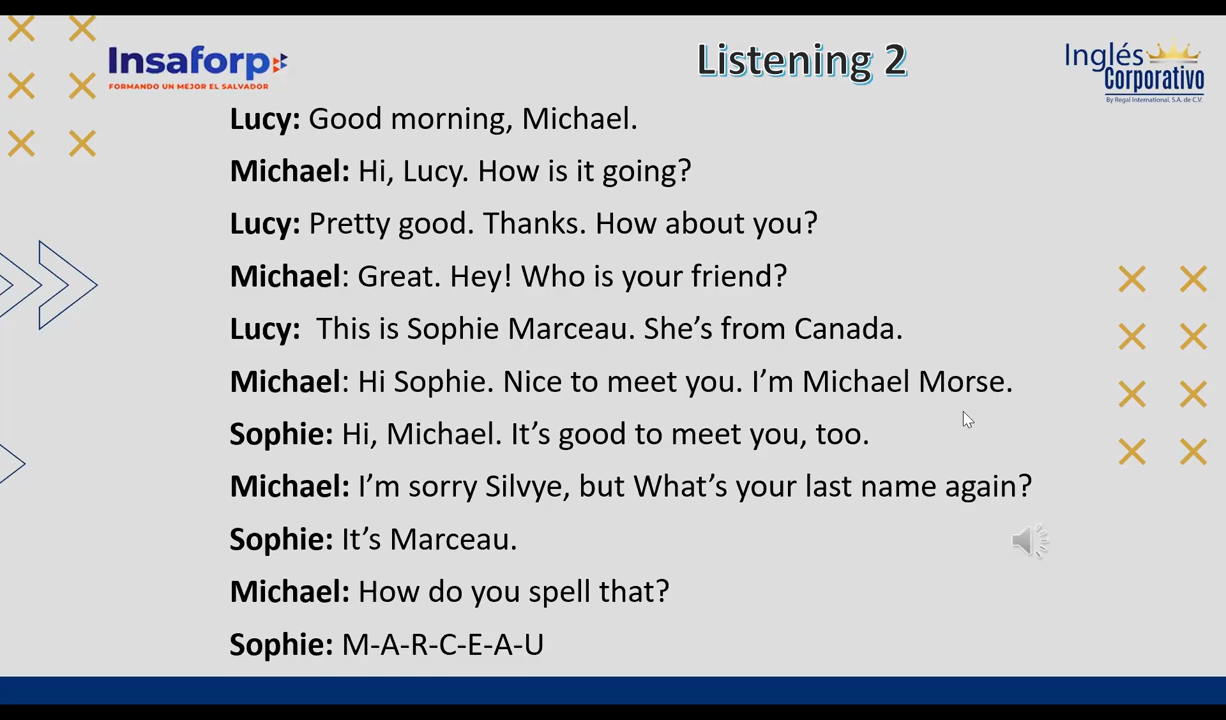 Insaforp
FORMANDO UN MEJOR EL SALVADOR
Listening 2
Inglés
Corporativo
By Regal International, S.A. de C.V.
Lucy: Good morning, Michael.
Michael: Hi, Lucy. How is it going?
Lucy: Pretty good. Thanks. How about you?
Michael: Great. Hey! Who is your friend?
Lucy: This is Sophie Marceau. She’s from Canada.
Michael: Hi Sophie. Nice to meet you. I’m Michael Morse.
Sophie: Hi, Michael. It’s good to meet you, too.
Michael: I’m sorry Silvye, but What’s your last name again?
Sophie: It’s Marceau.
Michael: How do you spell that?
Sophie: M-A-R-C-E-A-U